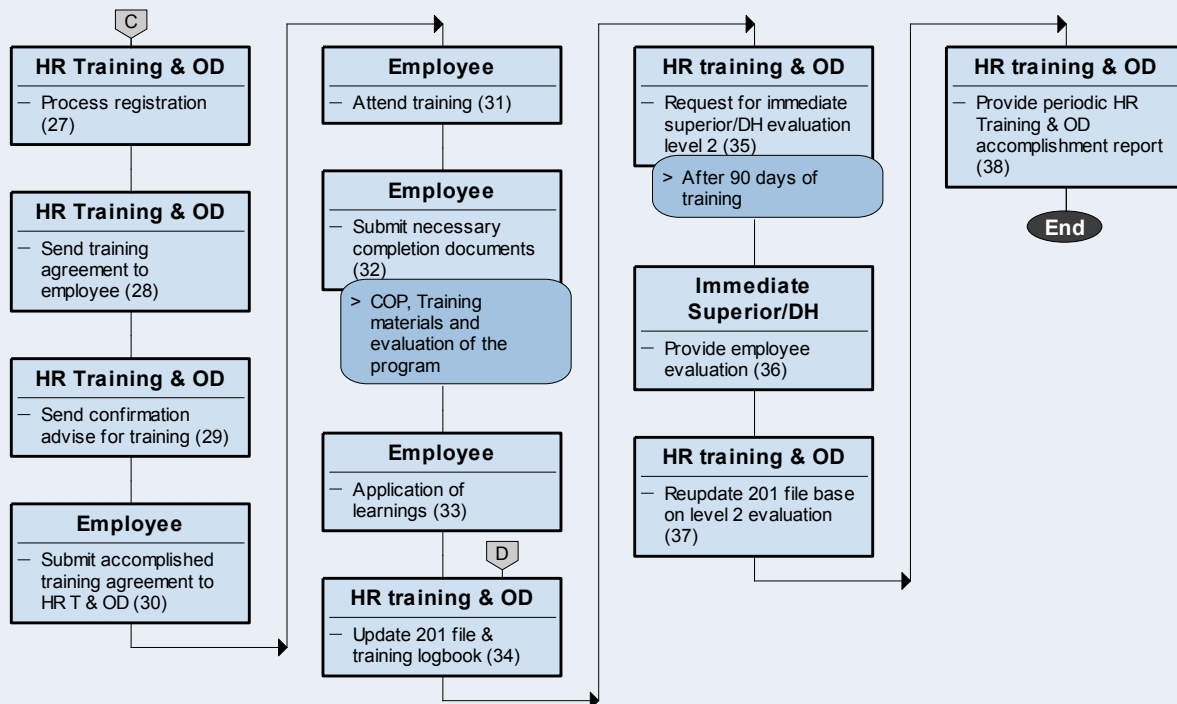 C
HR Training & OD
– Process registration
(27)
HR Training & OD
– Send training
agreement to
employee (28)
HR Training & OD
– Send confirmation
advise for training (29)
Employee
– Submit accomplished
training agreement to
HR T & OD (30)
Employee
– Attend training (31)
Employee
– Submit necessary
completion documents
(32)
> COP, Training
materials and
evaluation of the
program
Employee
– Application of
learnings (33)
D
HR training & OD
– Update 201 file &
training logbook (34)
HR training & OD
– Request for immediate
superior/DH evaluation
level 2 (35)
> After 90 days of
training
Immediate
Superior/DH
– Provide employee
evaluation (36)
HR training & OD
– Reupdate 201 file base
on level 2 evaluation
(37)
HR training & OD
– Provide periodic HR
Training & OD
accomplishment report
(38)
End